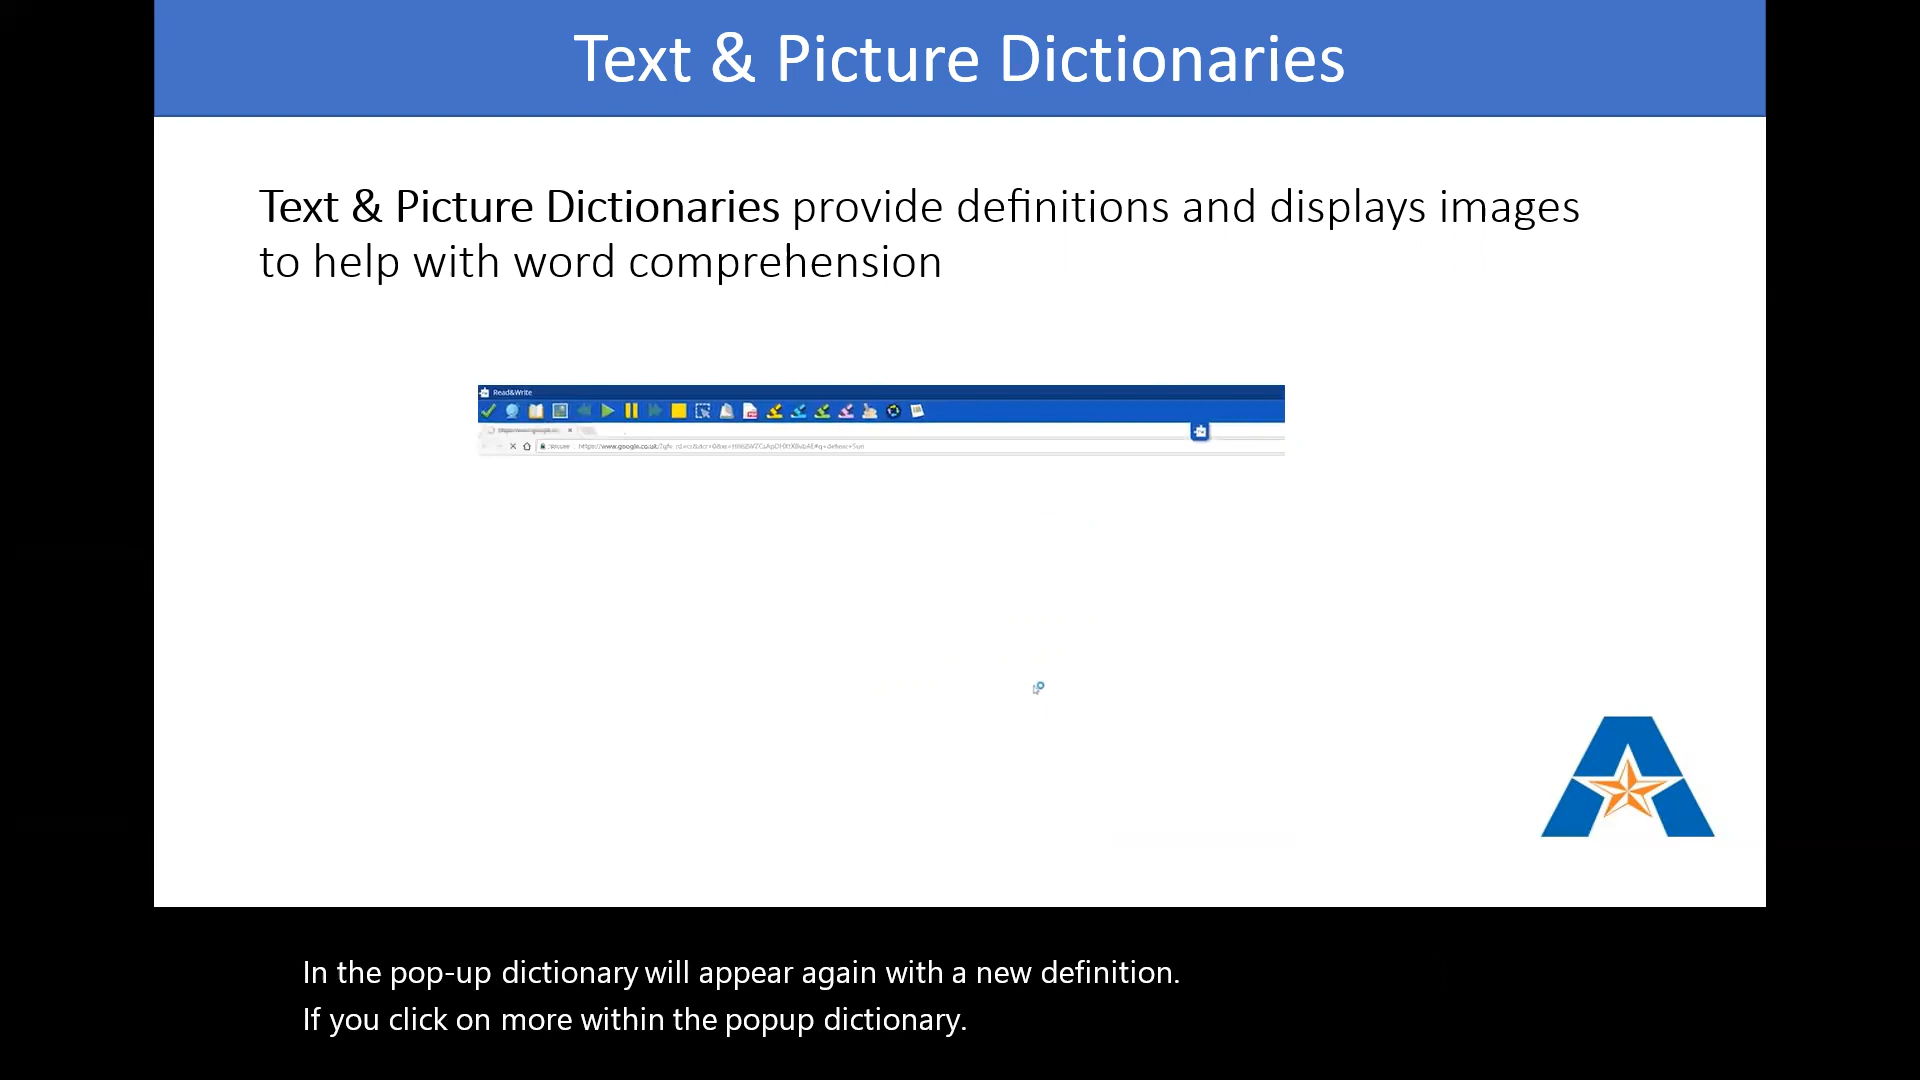 Text & Picture Dictionaries
Text & Picture Dictionaries provide definitions and displays images
to help with word comprehension
Read&Write
In the pop-up dictionary will appear again with a new definition.
If you click on more within the popup dictionary.